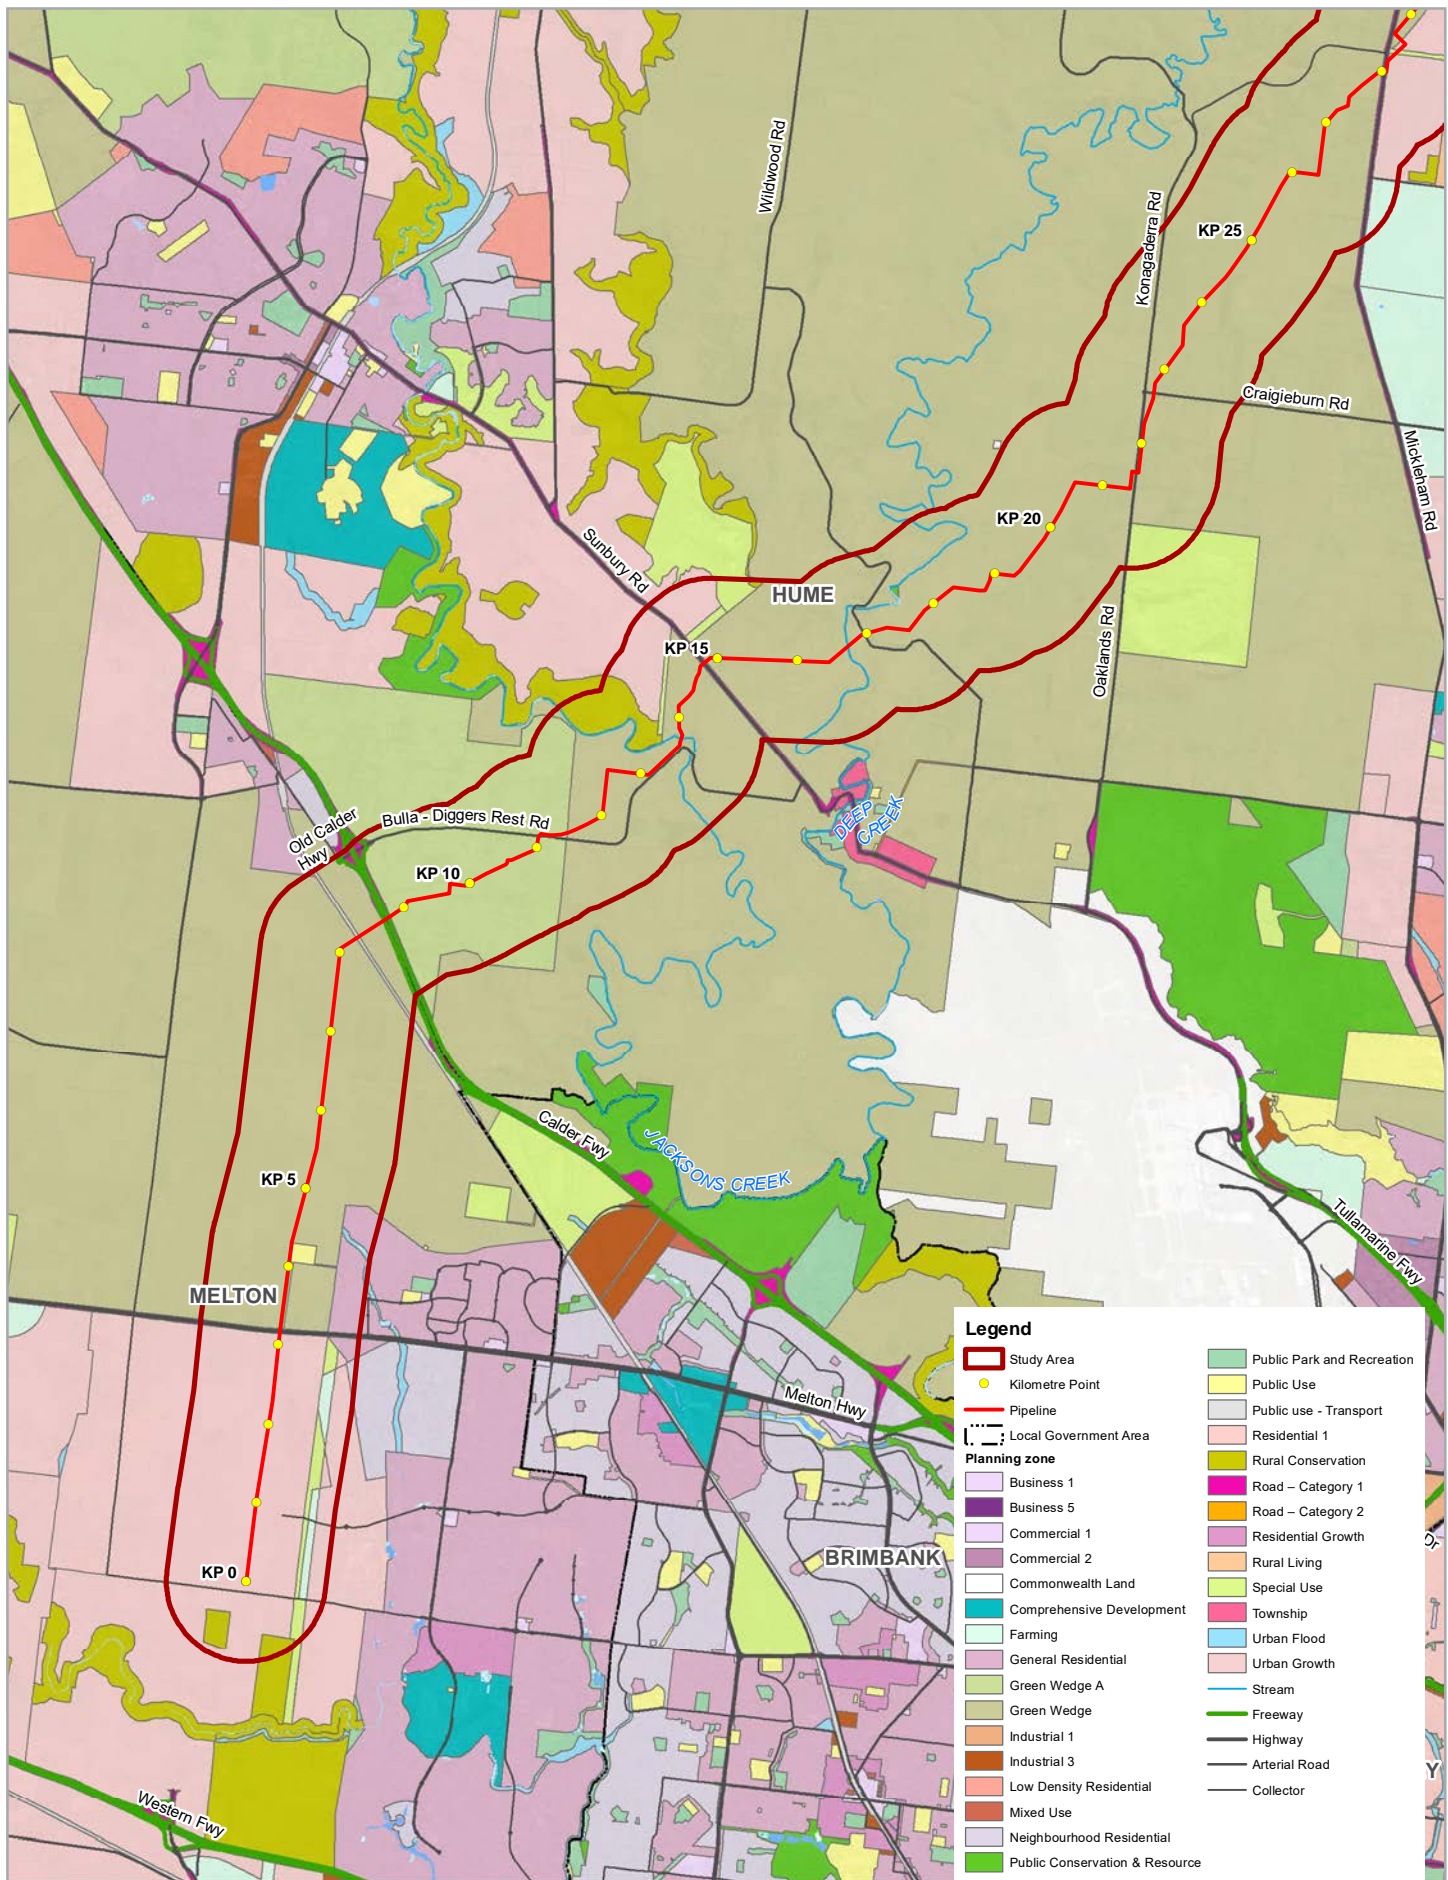 Wildwood Rd
Konagaderra Rd
KP 25
Craigieburn Rd
Mickleham Rd
KP 20
Sunbury Rd
HUME
Oaklands Rd
KP 15
DEEP
CREEK
Bulla - Diggers Rest Rd
Old Calder
Hwy
KP 10
Calder Fwy
JACKSONS CREEK
KP 5
Tullamarine Fwy
MELTON
Melton Hwy
BRIMBANK
KP 0
Dr
Y
Western Fwy
Legend
Study Area
Kilometre Point
Pipeline
Local Government Area
Planning zone
Business 1
Business 5
Commercial 1
Commercial 2
Commonwealth Land
Comprehensive Development
Farming
General Residential
Green Wedge A
Green Wedge
Industrial 1
Industrial 3
Low Density Residential
Mixed Use
Neighbourhood Residential
Public Conservation & Resource
Public Park and Recreation
Public Use
Public use - Transport
Residential 1
Rural Conservation
Road – Category 1
Road – Category 2
Residential Growth
Rural Living
Special Use
Township
Urban Flood
Urban Growth
Stream
Freeway
Highway
Arterial Road
Collector